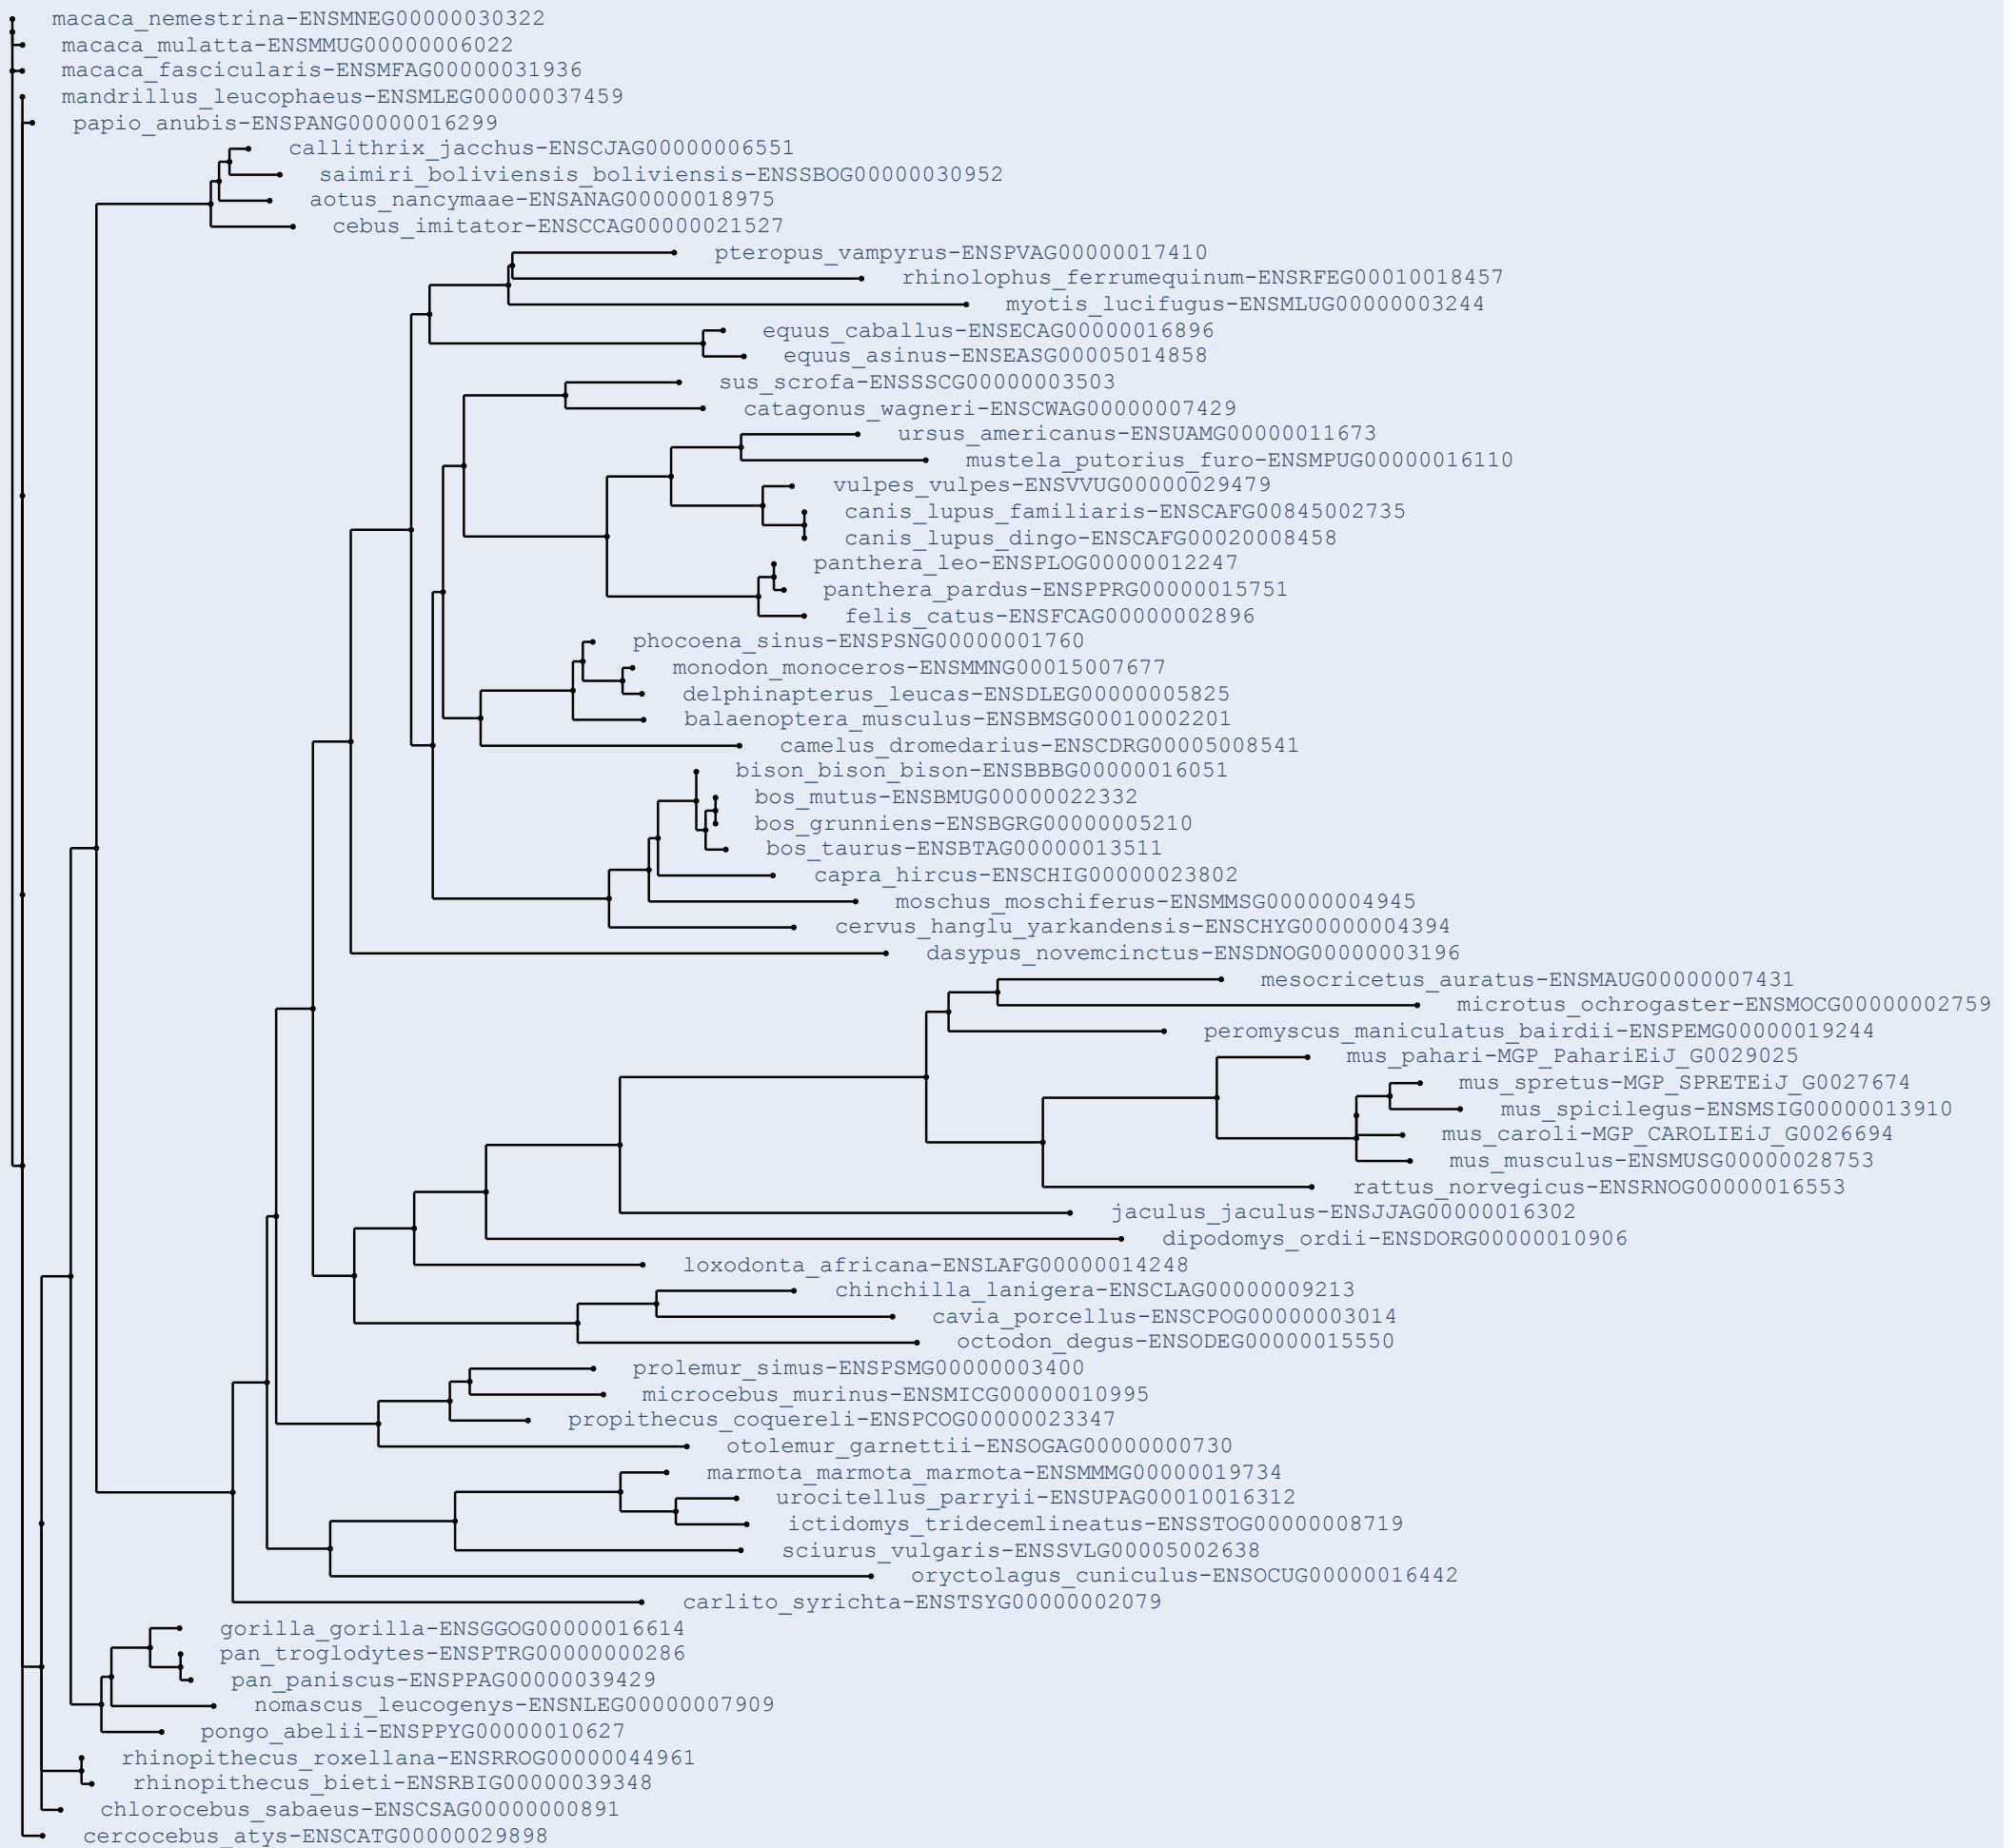 macaca_nemestrina-ENSMNEG00000030322
macaca_mulatta-ENSMMUG00000006022
macaca_fascicularis-ENSMFAG00000031936
mandrillus_leucophaeus-ENSMLEG00000037459
papio_anubis-ENSPANG00000016299
callithrix_jacchus-ENSCJAG00000006551
saimiri_boliviensis_boliviensis-ENSSBOG00000030952
aotus_nancymaae-ENSANAG00000018975
cebus_imitator-ENSCCAG00000021527
pteropus_vampyrus-ENSPVAG00000017410
rhinolophus_ferrumequinum-ENSRFEG00010018457
myotis_lucifugus-ENSMLUG00000003244
equus_caballus-ENSECAG00000016896
equus_asinus-ENSEASG00005014858
sus_scrofa-ENSSSCG00000003503
catagonus_wagneri-ENSCWAG00000007429
ursus_americanus-ENSUAMG00000011673
mustela_putorius_furo-ENSMPUG00000016110
vulpes_vulpes-ENSVVUG00000029479
canis_lupus_familiaris-ENSCAFG00845002735
canis_lupus_dingo-ENSCAFG00020008458
panthera_leo-ENSPLOG00000012247
panthera_pardus-ENSPPRG00000015751
felis_catus-ENSFCAG00000002896
phocoena_sinus-ENSPSNG00000001760
monodon_monoceros-ENSMMNG00015007677
delphinapterus_leucas-ENSDLEG00000005825
balaenoptera_musculus-ENSBMSG00010002201
camelus_dromedarius-ENSCDRG00005008541
bison_bison_bison-ENSBBBG00000016051
bos_mutus-ENSBMUG00000022332
bos_grunniens-ENSBGRG00000005210
bos_taurus-ENSBTAG00000013511
capra_hircus-ENSCHIG00000023802
moschus_moschiferus-ENSMMSG00000004945
cervus_hanglu_yarkandensis-ENSCHYG00000004394
dasypus_novemcinctus-ENSDNOG00000003196
mesocricetus_auratus-ENSMAUG00000007431
microtus_ochrogaster-ENSMOCG00000002759
peromyscus_maniculatus_bairdii-ENSPEMG00000019244
mus_pahari-MGP_PahariEiJ_G0029025
mus_spretus-MGP_SPRETEiJ_G0027674
mus_spicilegus-ENSMSIG00000013910
mus_caroli-MGP_CAROLIEiJ_G0026694
mus_musculus-ENSMUSG00000028753
rattus_norvegicus-ENSRNOG00000016553
jaculus_jaculus-ENSJJAG00000016302
dipodomys_ordii-ENSDORG00000010906
loxodonta_africana-ENSLAFG00000014248
chinchilla_lanigera-ENSCLAG00000009213
cavia_porcellus-ENSCPOG00000003014
octodon_degus-ENSODEG00000015550
prolemur_simus-ENSPSMG00000003400
microcebus_murinus-ENSMICG00000010995
propithecus_coquereli-ENSPCOG00000023347
otolemur_garnettii-ENSOGAG00000000730
marmota_marmota_marmota-ENSMMMG00000019734
urocitellus_parryii-ENSUPAG00010016312
ictidomys_tridecemlineatus-ENSSTOG00000008719
sciurus_vulgaris-ENSSVLG00005002638
oryctolagus_cuniculus-ENSOCUG00000016442
carlito_syrichta-ENSTSYG00000002079
gorilla_gorilla-ENSGGOG00000016614
pan_troglodytes-ENSPTRG00000000286
pan_paniscus-ENSPPAG00000039429
nomascus_leucogenys-ENSNLEG00000007909
pongo_abelii-ENSPPYG00000010627
rhinopithecus_roxellana-ENSRROG00000044961
rhinopithecus_bieti-ENSRBIG00000039348
chlorocebus_sabaeus-ENSCSAG00000000891
cercocebus_atys-ENSCATG00000029898